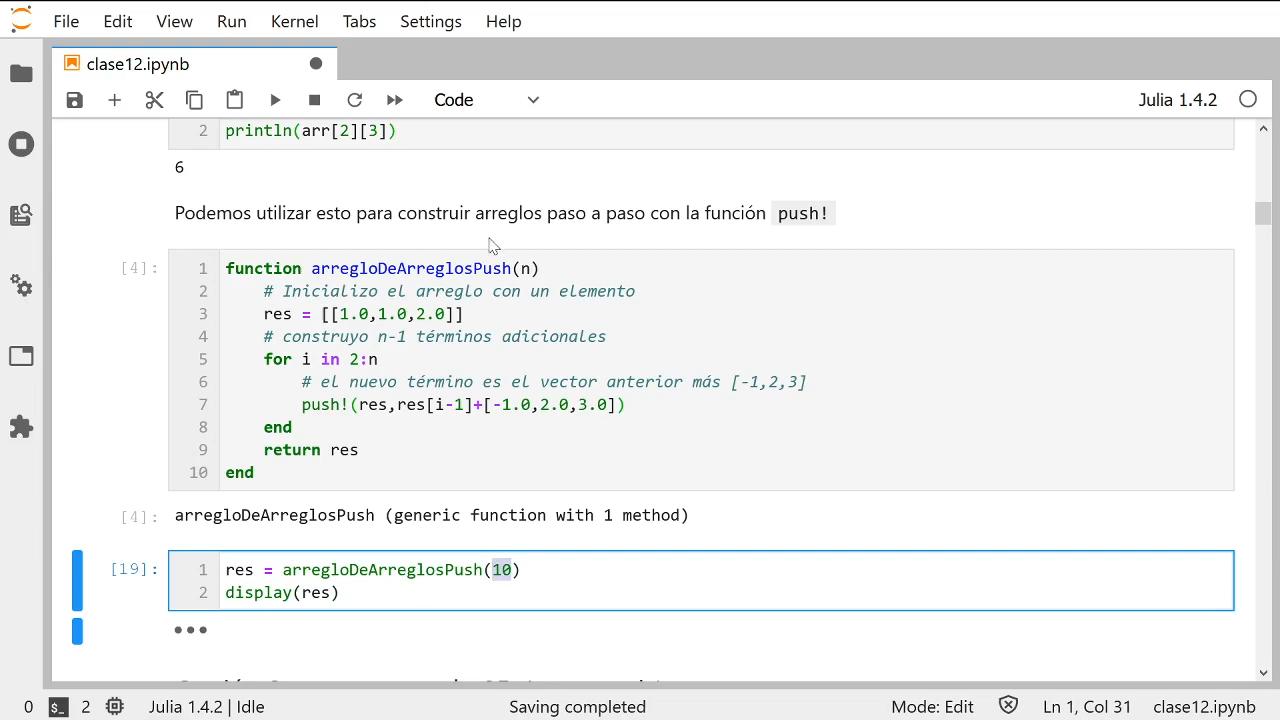 File Edit View Run Kernel Tabs Settings Help
clase12.ipynb
Code
Julia 1.4.2
2 println(arr[2][3])
6
Podemos utilizar esto para construir arreglos paso a paso con la función push!
[4]:
1 function arregloDeArreglosPush(n)
2 # Inicializo el arreglo con un elemento
3 res = [[1.0,1.0,2.0]]
4 # construyo n-1 términos adicionales
5 for i in 2:n
6 # el nuevo término es el vector anterior más [-1,2,3]
7 push!(res,res[i-1]+[-1.0,2.0,3.0])
8 end
9 return res
10 end
[4]: arregloDeArreglosPush (generic function with 1 method)
[19]:
1 res = arregloDeArreglosPush(10)
2 display(res)
0 $_ 2 Julia 1.4.2 | Idle Saving completed Mode: Edit Ln 1, Col 31 clase12.ipynb